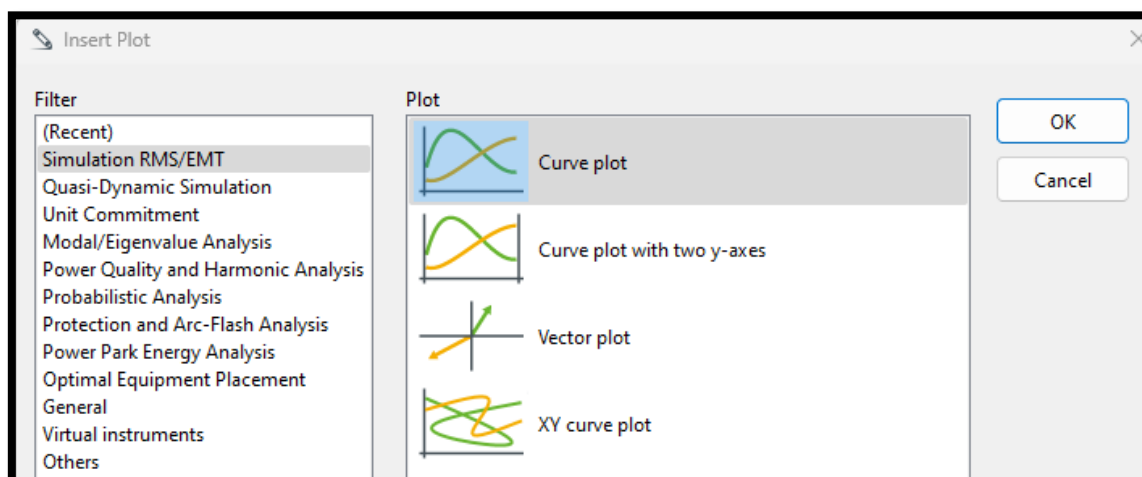 Insert Plot
Filter
(Recent)
Simulation RMS/EMT
Quasi-Dynamic Simulation
Unit Commitment
Modal/Eigenvalue Analysis
Power Quality and Harmonic Analysis
Probabilistic Analysis
Protection and Arc-Flash Analysis
Power Park Energy Analysis
Optimal Equipment Placement
General
Virtual instruments
Others
Plot
Curve plot
Curve plot with two y-axes
Vector plot
XY curve plot
OK
Cancel